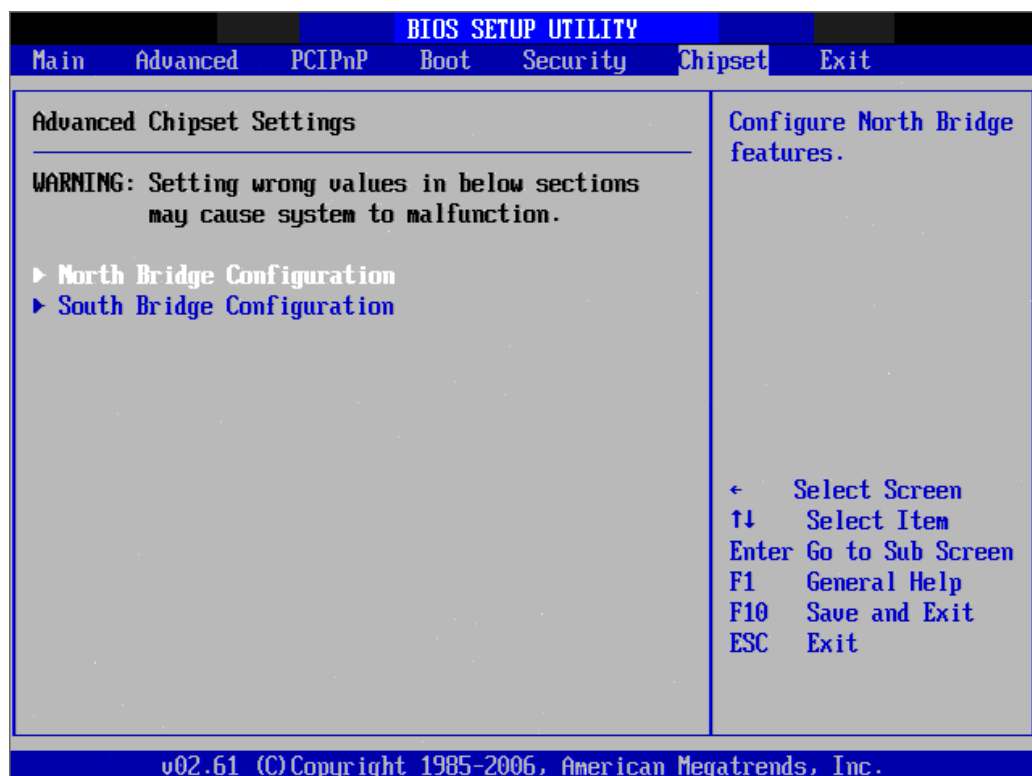 BIOS SETUP UTILITY
Main Advanced PCIPnP Boot Security Chipset Exit
Advanced Chipset Settings
WARNING: Setting wrong values in below sections
may cause system to malfunction.
▶ North Bridge Configuration
▶ South Bridge Configuration
Configure North Bridge
features.
← Select Screen
↑↓ Select Item
Enter Go to Sub Screen
F1 General Help
F10 Save and Exit
ESC Exit
v02.61 (C)Copyright 1985-2006, American Megatrends, Inc.